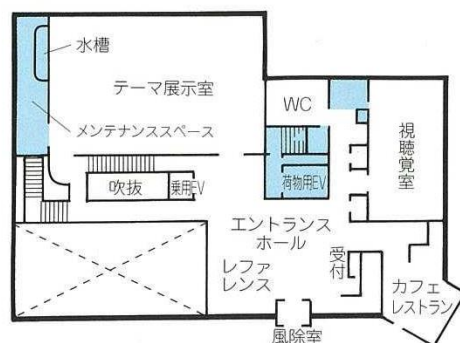 水槽
テーマ展示室
メンテナンススペース
WC
視聴覚室
吹抜
乗用EV
荷物用EV
エントランス
ホール
レファ
レンス
受付
カフェ
レストラン
風除室